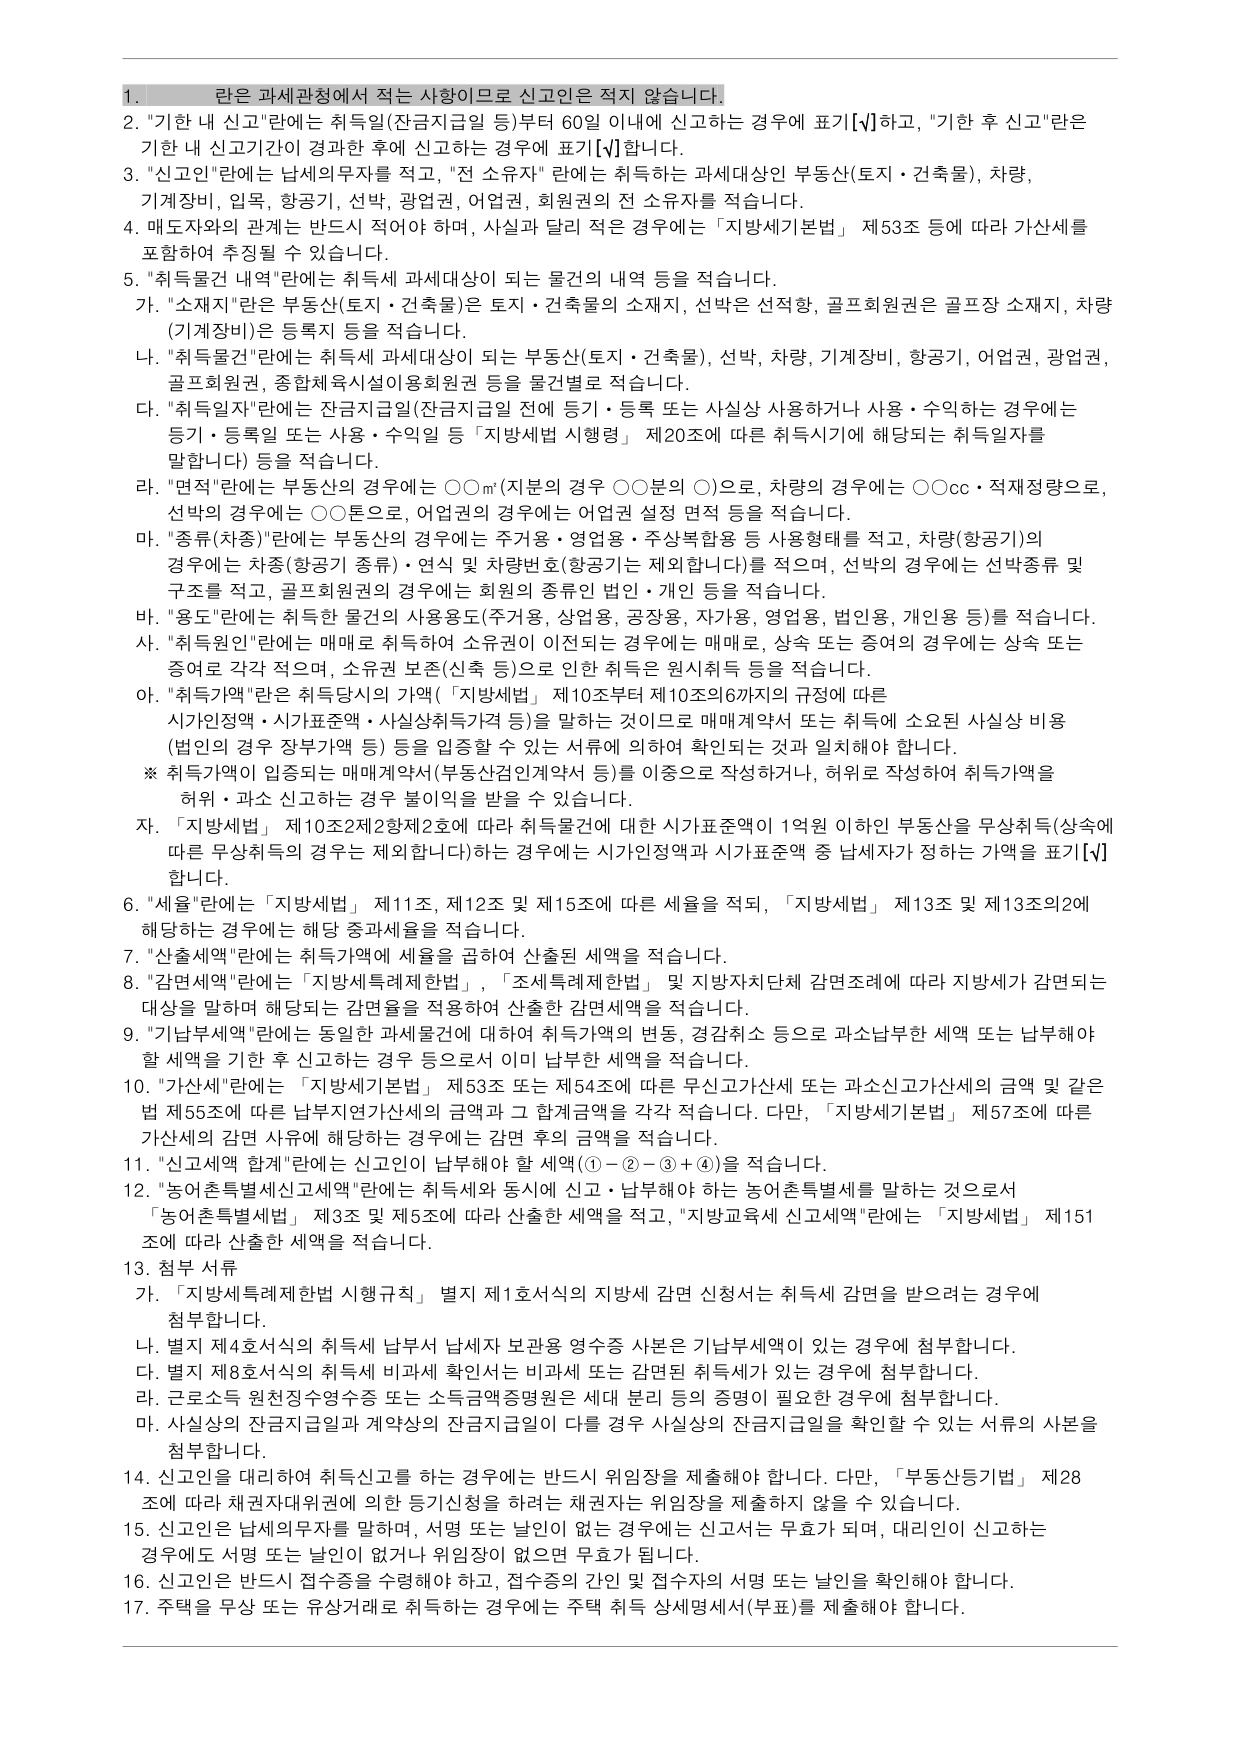 1. 란은 과세관청에서 적는 사항이므로 신고인은 적지 않습니다.
2. "기한 내 신고"란에는 취득일(잔금지급일 등)부터 60일 이내에 신고하는 경우에 표기[√]하고, "기한 후 신고"란은
기한 내 신고기간이 경과한 후에 신고하는 경우에 표기[√]합니다.
3. "신고인"란에는 납세의무자를 적고, "전 소유자" 란에는 취득하는 과세대상인 부동산(토지・건축물), 차량,
기계장비, 입목, 항공기, 선박, 광업권, 어업권, 회원권의 전 소유자를 적습니다.
4. 매도자와의 관계는 반드시 적어야 하며, 사실과 달리 적은 경우에는「지방세기본법」 제53조 등에 따라 가산세를
포함하여 추징될 수 있습니다.
5. "취득물건 내역"란에는 취득세 과세대상이 되는 물건의 내역 등을 적습니다.
가. "소재지"란은 부동산(토지・건축물)은 토지・건축물의 소재지, 선박은 선적항, 골프회원권은 골프장 소재지, 차량
(기계장비)은 등록지 등을 적습니다.
나. "취득물건"란에는 취득세 과세대상이 되는 부동산(토지・건축물), 선박, 차량, 기계장비, 항공기, 어업권, 광업권,
골프회원권, 종합체육시설이용회원권 등을 물건별로 적습니다.
다. "취득일자"란에는 잔금지급일(잔금지급일 전에 등기・등록 또는 사실상 사용하거나 사용・수익하는 경우에는
등기・등록일 또는 사용・수익일 등「지방세법 시행령」 제20조에 따른 취득시기에 해당되는 취득일자를
말합니다) 등을 적습니다.
라. "면적"란에는 부동산의 경우에는 ○○㎡(지분의 경우 ○○분의 ○)으로, 차량의 경우에는 ○○cc・적재정량으로,
선박의 경우에는 ○○톤으로, 어업권의 경우에는 어업권 설정 면적 등을 적습니다.
마. "종류(차종)"란에는 부동산의 경우에는 주거용・영업용・주상복합용 등 사용형태를 적고, 차량(항공기)의
경우에는 차종(항공기 종류)・연식 및 차량번호(항공기는 제외합니다)를 적으며, 선박의 경우에는 선박종류 및
구조를 적고, 골프회원권의 경우에는 회원의 종류인 법인・개인 등을 적습니다.
바. "용도"란에는 취득한 물건의 사용용도(주거용, 상업용, 공장용, 자가용, 영업용, 법인용, 개인용 등)를 적습니다.
사. "취득원인"란에는 매매로 취득하여 소유권이 이전되는 경우에는 매매로, 상속 또는 증여의 경우에는 상속 또는
증여로 각각 적으며, 소유권 보존(신축 등)으로 인한 취득은 원시취득 등을 적습니다.
아. "취득가액"란은 취득당시의 가액(「지방세법」 제10조부터 제10조의6까지의 규정에 따른
시가인정액・시가표준액・사실상취득가격 등)을 말하는 것이므로 매매계약서 또는 취득에 소요된 사실상 비용
(법인의 경우 장부가액 등) 등을 입증할 수 있는 서류에 의하여 확인되는 것과 일치해야 합니다.
※ 취득가액이 입증되는 매매계약서(부동산검인계약서 등)를 이중으로 작성하거나, 허위로 작성하여 취득가액을
허위・과소 신고하는 경우 불이익을 받을 수 있습니다.
자. 「지방세법」 제10조2제2항제2호에 따라 취득물건에 대한 시가표준액이 1억원 이하인 부동산을 무상취득(상속에
따른 무상취득의 경우는 제외합니다)하는 경우에는 시가인정액과 시가표준액 중 납세자가 정하는 가액을 표기[√]
합니다.
6. "세율"란에는「지방세법」 제11조, 제12조 및 제15조에 따른 세율을 적되, 「지방세법」 제13조 및 제13조의2에
해당하는 경우에는 해당 중과세율을 적습니다.
7. "산출세액"란에는 취득가액에 세율을 곱하여 산출된 세액을 적습니다.
8. "감면세액"란에는「지방세특례제한법」, 「조세특례제한법」 및 지방자치단체 감면조례에 따라 지방세가 감면되는
대상을 말하며 해당되는 감면율을 적용하여 산출한 감면세액을 적습니다.
9. "기납부세액"란에는 동일한 과세물건에 대하여 취득가액의 변동, 경감취소 등으로 과소납부한 세액 또는 납부해야
할 세액을 기한 후 신고하는 경우 등으로서 이미 납부한 세액을 적습니다.
10. "가산세"란에는 「지방세기본법」 제53조 또는 제54조에 따른 무신고가산세 또는 과소신고가산세의 금액 및 같은
법 제55조에 따른 납부지연가산세의 금액과 그 합계금액을 각각 적습니다. 다만, 「지방세기본법」 제57조에 따른
가산세의 감면 사유에 해당하는 경우에는 감면 후의 금액을 적습니다.
11. "신고세액 합계"란에는 신고인이 납부해야 할 세액(①－②－③＋④)을 적습니다.
12. "농어촌특별세신고세액"란에는 취득세와 동시에 신고・납부해야 하는 농어촌특별세를 말하는 것으로서
「농어촌특별세법」 제3조 및 제5조에 따라 산출한 세액을 적고, "지방교육세 신고세액"란에는 「지방세법」 제151
조에 따라 산출한 세액을 적습니다.
13. 첨부 서류
가. 「지방세특례제한법 시행규칙」 별지 제1호서식의 지방세 감면 신청서는 취득세 감면을 받으려는 경우에
첨부합니다.
나. 별지 제4호서식의 취득세 납부서 납세자 보관용 영수증 사본은 기납부세액이 있는 경우에 첨부합니다.
다. 별지 제8호서식의 취득세 비과세 확인서는 비과세 또는 감면된 취득세가 있는 경우에 첨부합니다.
라. 근로소득 원천징수영수증 또는 소득금액증명원은 세대 분리 등의 증명이 필요한 경우에 첨부합니다.
마. 사실상의 잔금지급일과 계약상의 잔금지급일이 다를 경우 사실상의 잔금지급일을 확인할 수 있는 서류의 사본을
첨부합니다.
14. 신고인을 대리하여 취득신고를 하는 경우에는 반드시 위임장을 제출해야 합니다. 다만, 「부동산등기법」 제28
조에 따라 채권자대위권에 의한 등기신청을 하려는 채권자는 위임장을 제출하지 않을 수 있습니다.
15. 신고인은 납세의무자를 말하며, 서명 또는 날인이 없는 경우에는 신고서는 무효가 되며, 대리인이 신고하는
경우에도 서명 또는 날인이 없거나 위임장이 없으면 무효가 됩니다.
16. 신고인은 반드시 접수증을 수령해야 하고, 접수증의 간인 및 접수자의 서명 또는 날인을 확인해야 합니다.
17. 주택을 무상 또는 유상거래로 취득하는 경우에는 주택 취득 상세명세서(부표)를 제출해야 합니다.